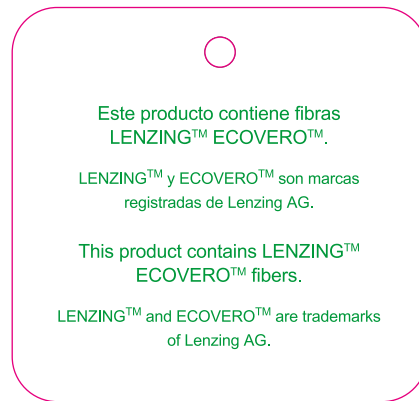 Este producto contiene fibras
LENZING™ ECOVERO™.
LENZING™ y ECOVERO™ son marcas
registradas de Lenzing AG.
This product contains LENZING™
ECOVERO™ fibers.
LENZING™ and ECOVERO™ are trademarks
of Lenzing AG.